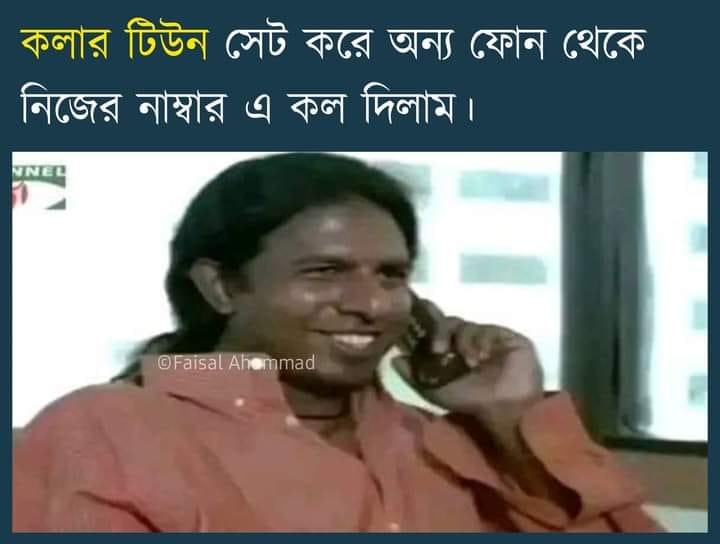 কলার টিউন সেট করে অন্য ফোন থেকে
নিজের নাম্বার এ কল দিলাম।
©Faisal Ahammad